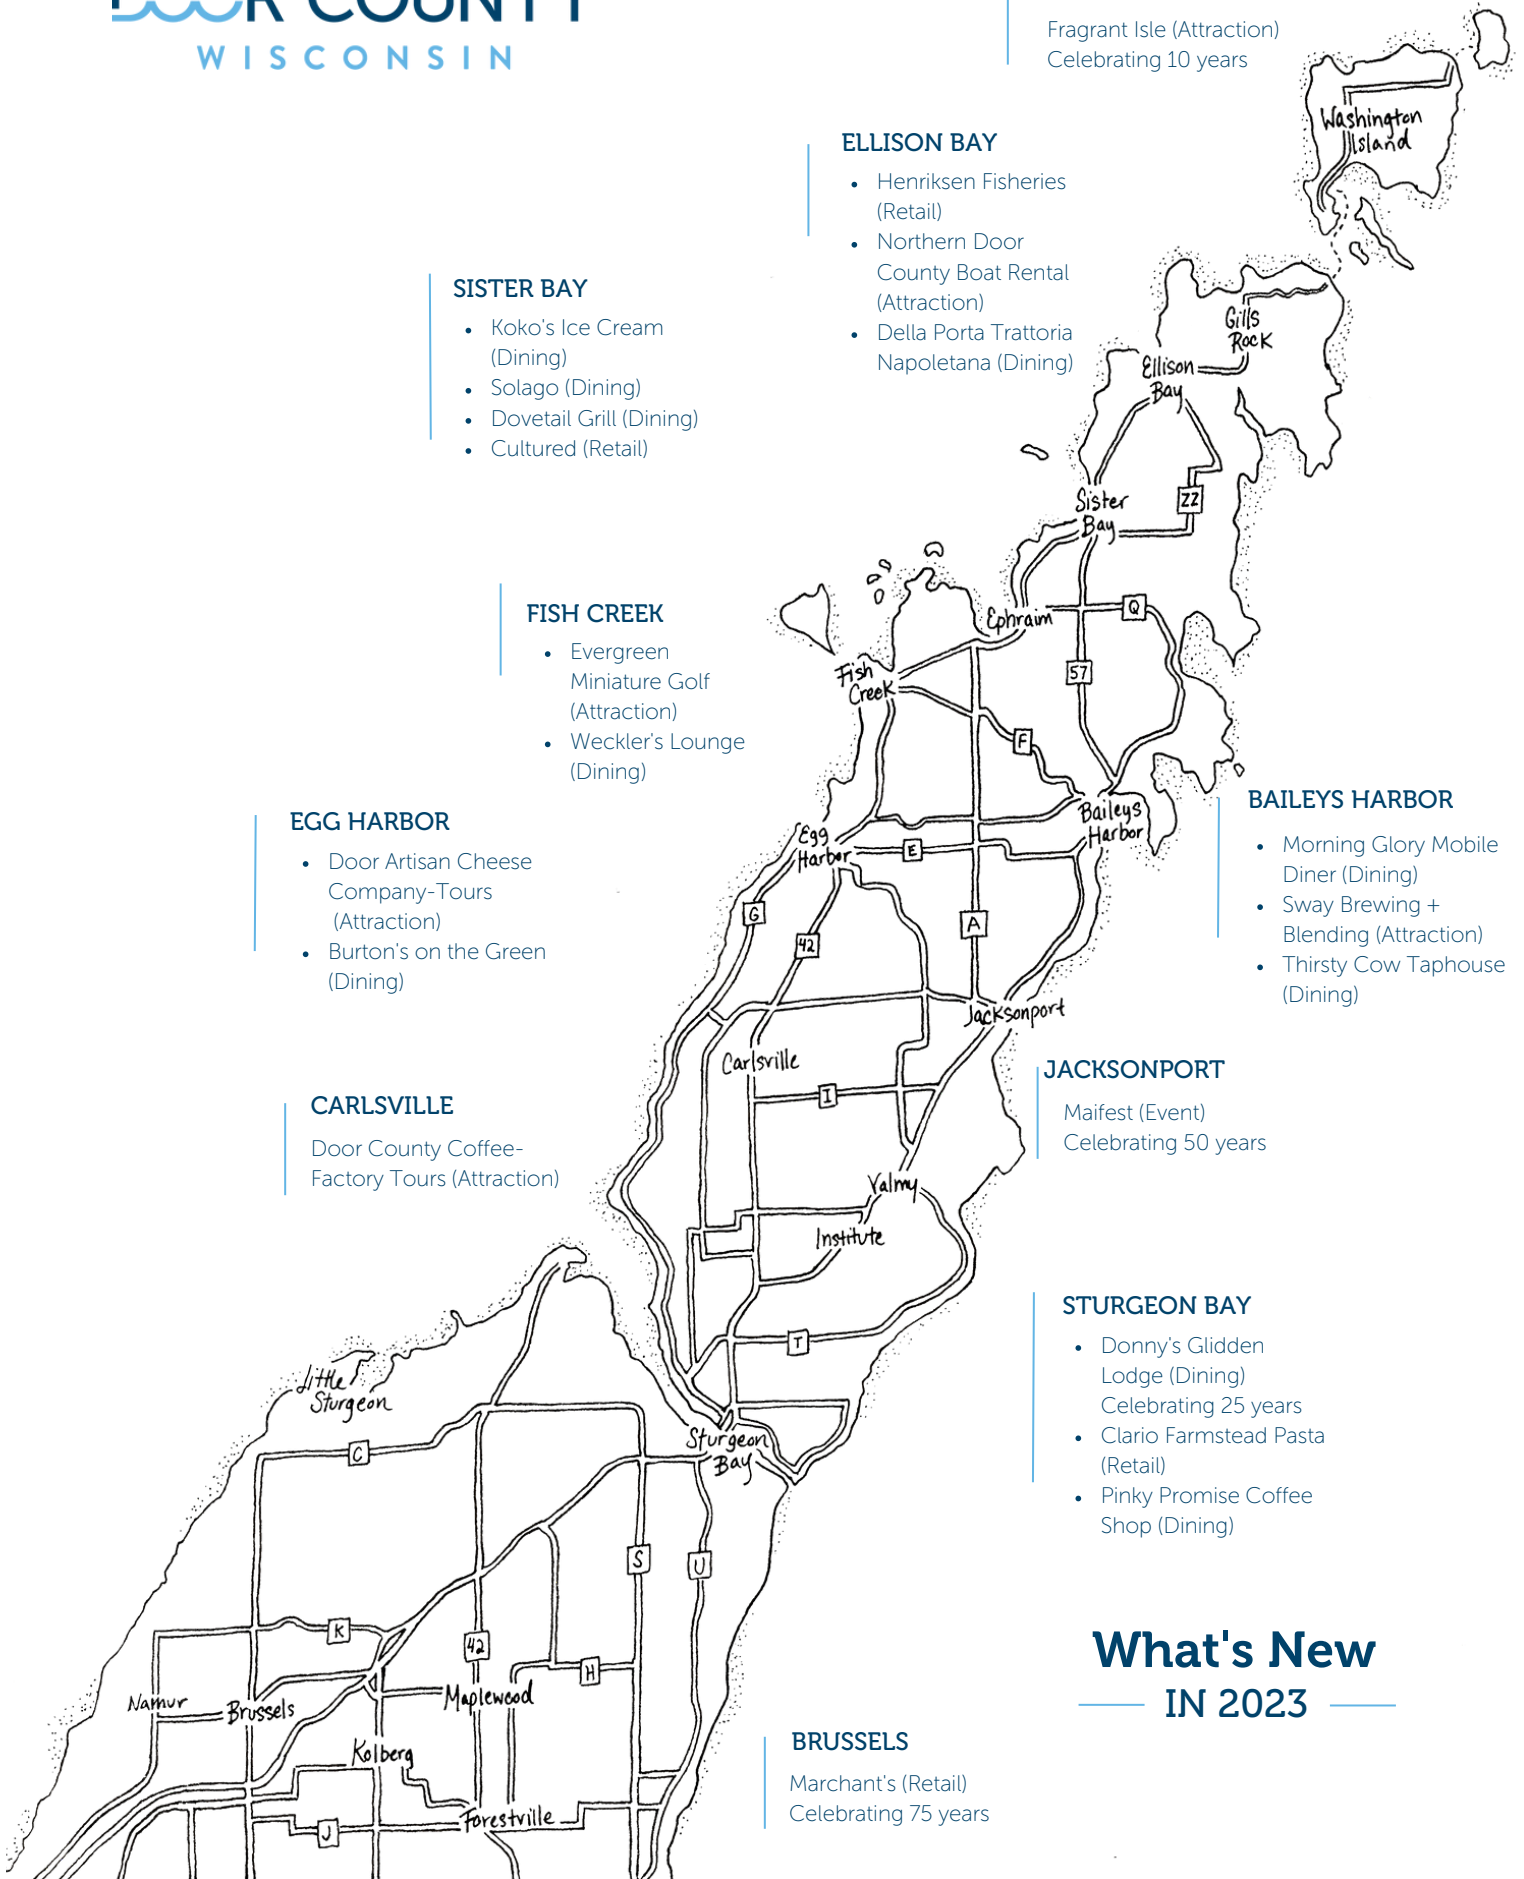 DOOR COUNTY
WISCONSIN
Fragrant Isle (Attraction)
Celebrating 10 years
Washington
Island
ELLISON BAY
• Henriksen Fisheries
(Retail)
• Northern Door
County Boat Rental
(Attraction)
• Della Porta Trattoria
Napoletana (Dining)
SISTER BAY
• Koko's Ice Cream
(Dining)
• Solago (Dining)
• Dovetail Grill (Dining)
• Cultured (Retail)
Gills
Rock
Ellison
Bay
Sister
Bay
ZZ
FISH CREEK
• Evergreen
Miniature Golf
(Attraction)
• Weckler's Lounge
(Dining)
Ephraim
Q
Fish
Creek
57
F
EGG HARBOR
• Door Artisan Cheese
Company-Tours
(Attraction)
• Burton's on the Green
(Dining)
Egg
Harbor
E
Baileys
Harbor
BAILEYS HARBOR
• Morning Glory Mobile
Diner (Dining)
• Sway Brewing +
Blending (Attraction)
• Thirsty Cow Taphouse
(Dining)
G
42
A
Jacksonport
Carlsville
I
CARLSVILLE
Door County Coffee-
Factory Tours (Attraction)
JACKSONPORT
Maifest (Event)
Celebrating 50 years
Valmy
Institute
T
STURGEON BAY
• Donny's Glidden
Lodge (Dining)
Celebrating 25 years
• Clario Farmstead Pasta
(Retail)
• Pinky Promise Coffee
Shop (Dining)
Little
Sturgeon
C
Sturgeon
Bay
S
U
K
42
H
Namur
Brussels
Maplewood
Kolberg
Forestville
J
What's New
IN 2023
BRUSSELS
Marchant's (Retail)
Celebrating 75 years